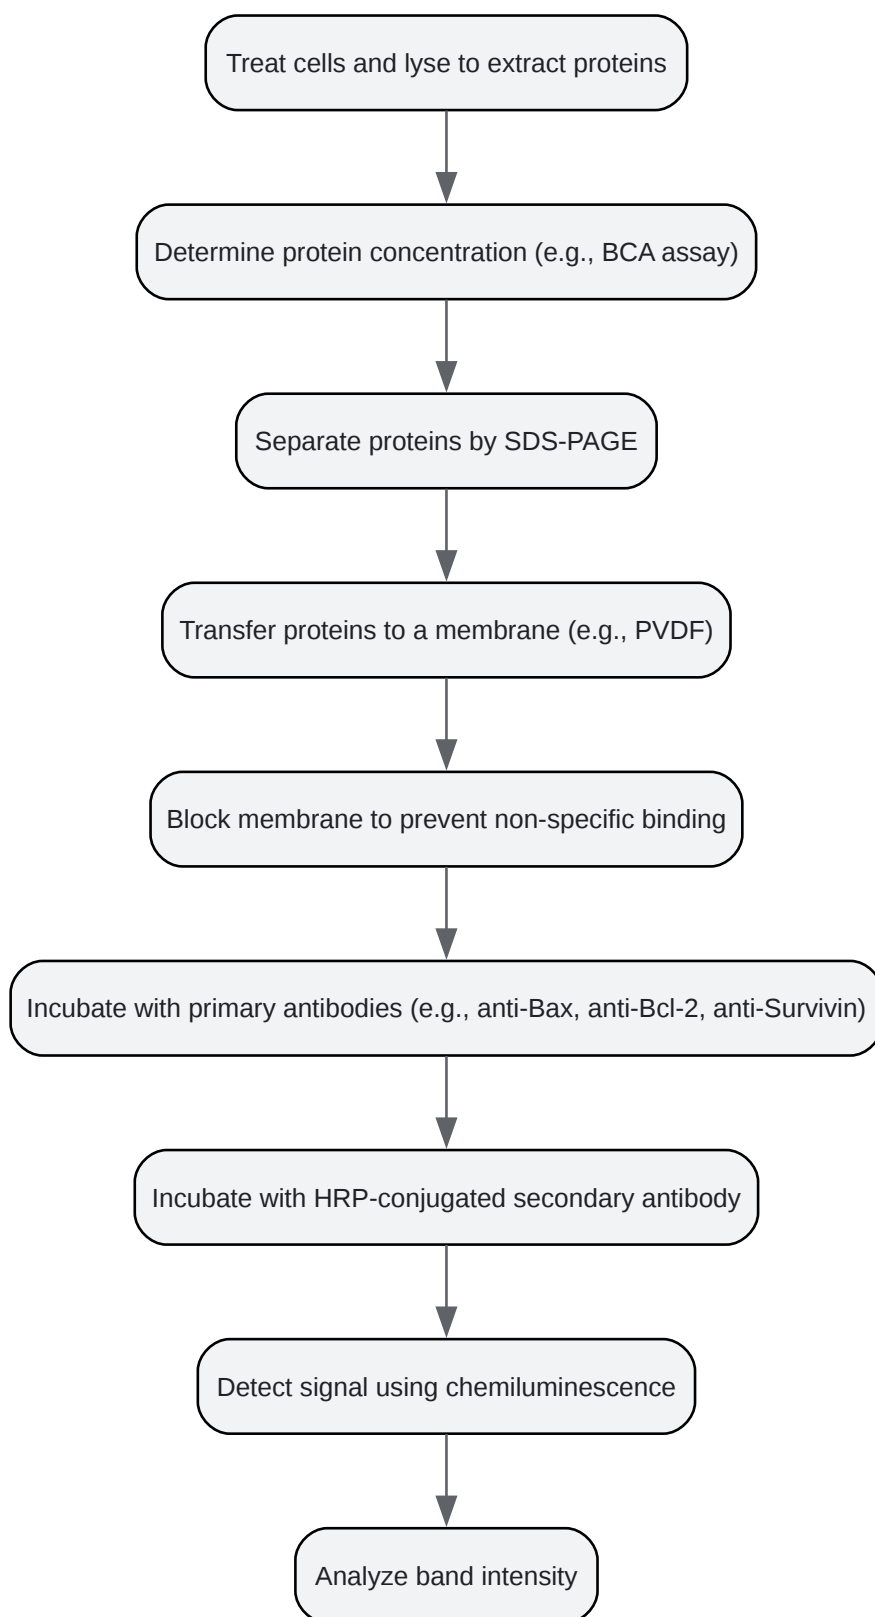 Treat cells and lyse to extract proteins
Determine protein concentration (e.g., BCA assay)
Separate proteins by SDS-PAGE
Transfer proteins to a membrane (e.g., PVDF)
Block membrane to prevent non-specific binding
Incubate with primary antibodies (e.g., anti-Bax, anti-Bcl-2, anti-Survivin)
Incubate with HRP-conjugated secondary antibody
Detect signal using chemiluminescence
Analyze band intensity